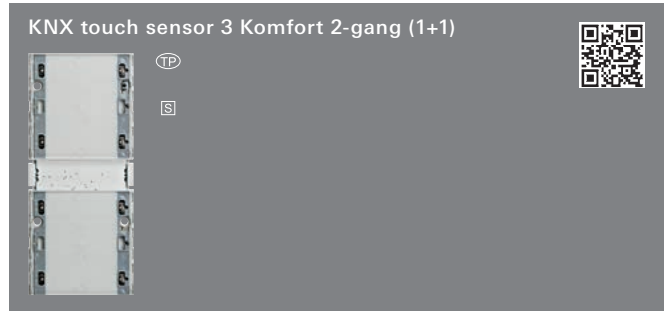 KNX touch sensor 3 Komfort 2-gang (1+1)
TP
S